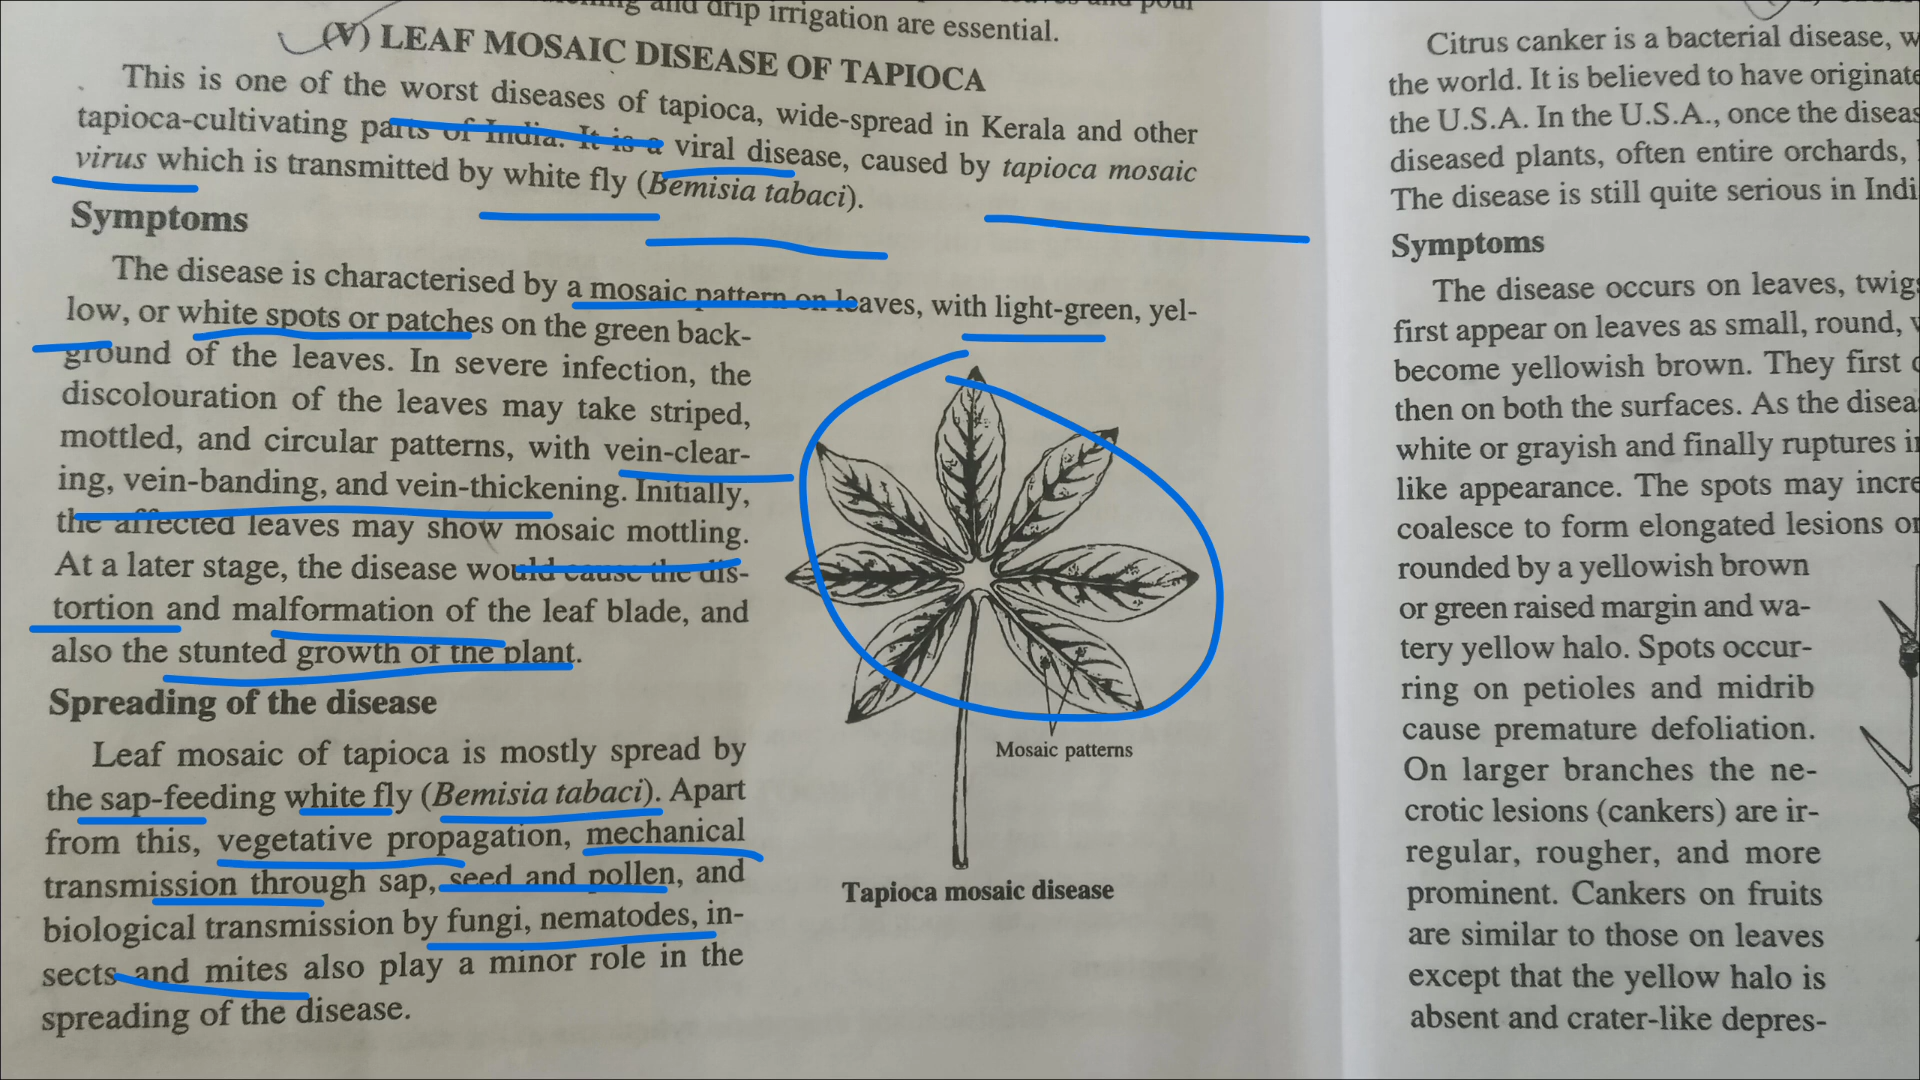 and drip irrigation are essential.
(V) LEAF MOSAIC DISEASE OF TAPIOCA
This is one of the worst diseases of tapioca, wide-spread in Kerala and other
tapioca-cultivating parts of India. It is a viral disease, caused by tapioca mosaic
virus which is transmitted by white fly (Bemisia tabaci).
Symptoms
The disease is characterised by a mosaic pattern on leaves, with light-green, yel-
low, or white spots or patches on the green back-
ground of the leaves. In severe infection, the
discolouration of the leaves may take striped,
mottled, and circular patterns, with vein-clear-
ing, vein-banding, and vein-thickening. Initially,
the affected leaves may show mosaic mottling.
At a later stage, the disease would cause the dis-
tortion and malformation of the leaf blade, and
also the stunted growth of the plant.
Spreading of the disease
Leaf mosaic of tapioca is mostly spread by
the sap-feeding white fly (Bemisia tabaci). Apart
from this, vegetative propagation, mechanical
transmission through sap, seed and pollen, and
biological transmission by fungi, nematodes, in-
sects and mites also play a minor role in the
spreading of the disease.
Mosaic patterns
Tapioca mosaic disease
Citrus canker is a bacterial disease,
the world. It is believed to have
the U.S.A. In the U.S.A., once the
diseased plants, often entire orchards,
The disease is still quite serious in
Symptoms
The disease occurs on leaves,
first appear on leaves as small, round,
become yellowish brown. They first
then on both the surfaces. As the
white or grayish and finally ruptures
like appearance. The spots may
coalesce to form elongated lesions
rounded by a yellowish brown
or green raised margin and wa-
tery yellow halo. Spots occur-
ring on petioles and midrib
cause premature defoliation.
On larger branches the ne-
crotic lesions (cankers) are ir-
regular, rougher, and more
prominent. Cankers on fruits
are similar to those on leaves
except that the yellow halo is
absent and crater-like depres-